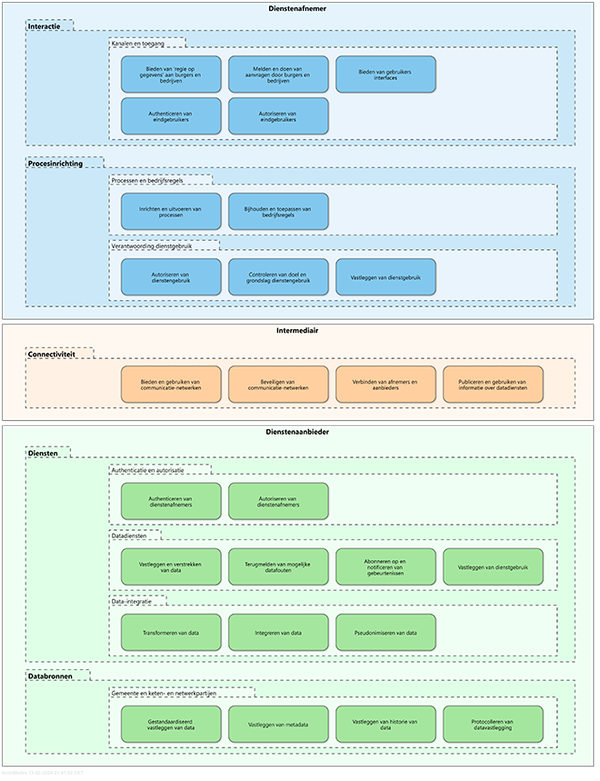 Dienstenafnemer
Interactie
Kanalen en toegang
Bieden van 'regie op
gegevens' aan burgers en
bedrijven
Melden en doen van
aanvragen door burgers en
bedrijven
Bieden van gebruikers
interfaces
Authenticeren van
eindgebruikers
Autoriseren van
eindgebruikers
Procesinrichting
Processen en bedrijfsregels
Inrichten en uitvoeren van
processen
Bijhouden en toepassen van
bedrijfsregels
Verantwoording dienstgebruik
Autoriseren van
dienstengebruik
Controleren van doel en
grondslag dienstengebruik
Vastleggen van dienstgebruik
Intermediair
Connectiviteit
Bieden en gebruiken van
communicatie-netwerken
Beveiligen van
communicatie-netwerken
Verbinden van afnemers en
aanbieders
Publiceren en gebruiken van
informatie over datadiensten
Dienstenaanbieder
Diensten
Authenticatie en autorisatie
Authenticeren van
dienstenafnemers
Autoriseren van
dienstenafnemers
Datadiensten
Vastleggen en verstrekken
van data
Terugmelden van mogelijke
datafouten
Abonneren op en
notificeren van
gebeurtenissen
Vastleggen van dienstgebruik
Data-integratie
Transformeren van data
Integreren van data
Pseudonimiseren van data
Databronnen
Gemeente en keten- en netwerkpartijen
Gestandaardiseerd
vastleggen van data
Vastleggen van metadata
Vastleggen van historie van
data
Protocolleren van
datavastlegging